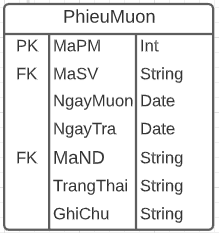 PhieuMuon
PK MaPM Int
FK MaSV String
NgayMuon Date
NgayTra Date
FK MaND String
TrangThai String
GhiChu String